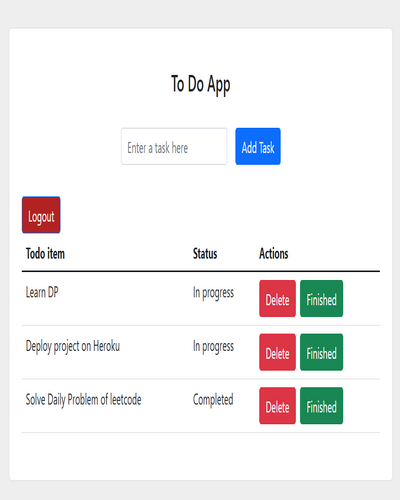 To Do App
Enter a task here Add Task
Logout
Todo item Status Actions
Learn DP In progress Delete Finished
Deploy project on Heroku In progress Delete Finished
Solve Daily Problem of leetcode Completed Delete Finished